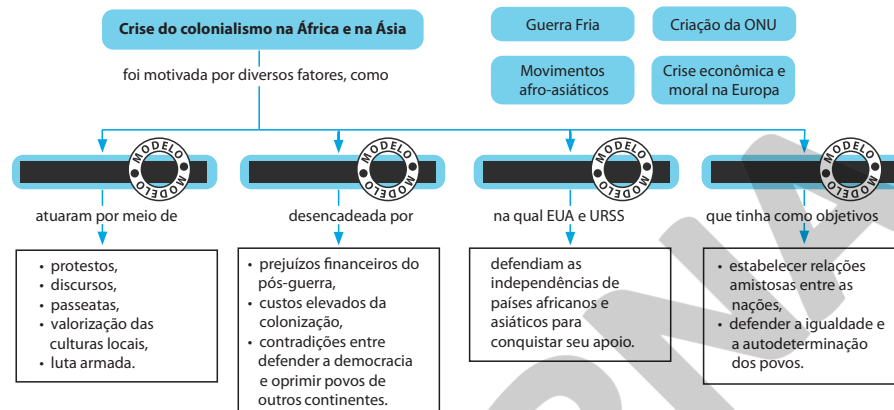 Crise do colonialismo na África e na Ásia
foi motivada por diversos fatores, como
Guerra Fria
Criação da ONU
Movimentos
afro-asiáticos
Crise econômica e
moral na Europa
MODELO MODELO
atuaram por meio de
• protestos,
• discursos,
• passeatas,
• valorização das
culturas locais,
• luta armada.
MODELO MODELO
desencadeada por
• prejuízos financeiros do
pós-guerra,
• custos elevados da
colonização,
• contradições entre
defender a democracia
e oprimir povos de
outros continentes.
MODELO MODELO
na qual EUA e URSS
defendiam as
independências de
países africanos e
asiáticos para
conquistar seu apoio.
MODELO MODELO
que tinha como objetivos
• estabelecer relações
amistosas entre as
nações,
• defender a igualdade e
a autodeterminação
dos povos.